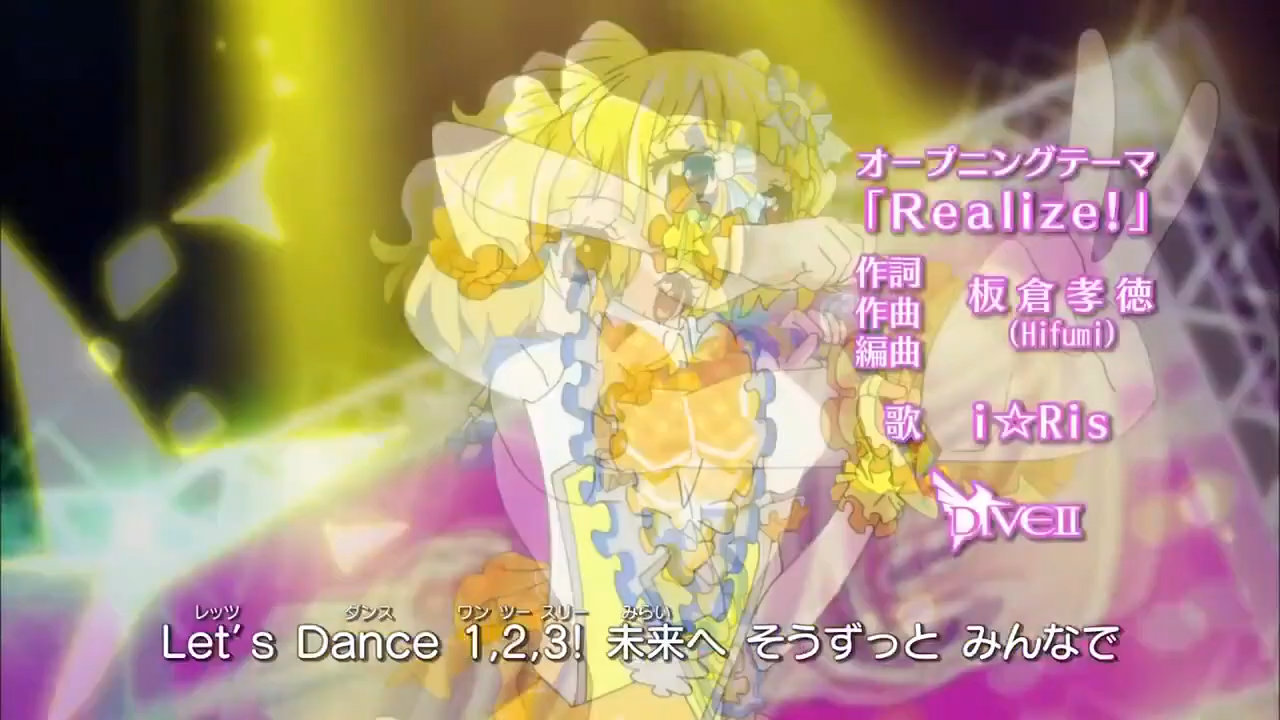 オープニングテーマ
「Realize!」
作詞
作曲
編曲
板倉孝徳
(Hifumi)
歌 i☆Ris
DIVEII
レッツ ダンス ワン ツー スリー みらい
Let's Dance 1,2,3! 未来へ そうずっと みんなで